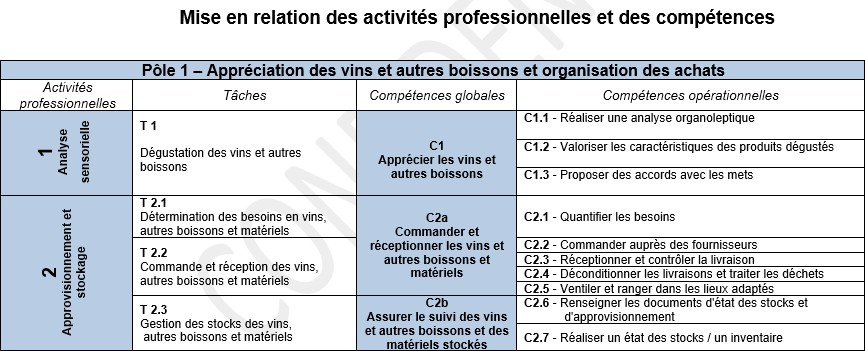 Mise en relation des activités professionnelles et des compétences
Pôle 1 – Appréciation des vins et autres boissons et organisation des achats
Activités
professionnelles
Tâches
Compétences globales
Compétences opérationnelles
1
Analyse
sensorielle
T 1
Dégustation des vins et autres
boissons
C1
Apprécier les vins et
autres boissons
C1.1 - Réaliser une analyse organoleptique
C1.2 - Valoriser les caractéristiques des produits dégustés
C1.3 - Proposer des accords avec les mets
2
Approvisionnement et
stockage
T 2.1
Détermination des besoins en vins,
autres boissons et matériels
T 2.2
Commande et réception des vins,
autres boissons et matériels
C2a
Commander et
réceptionner les vins et
autres boissons et
matériels
C2.1 - Quantifier les besoins
C2.2 - Commander auprès des fournisseurs
C2.3 - Réceptionner et contrôler la livraison
C2.4 - Déconditionner les livraisons et traiter les déchets
C2.5 - Ventiler et ranger dans les lieux adaptés
T 2.3
Gestion des stocks des vins,
autres boissons et matériels
C2b
Assurer le suivi des vins
et autres boissons et des
matériels stockés
C2.6 - Renseigner les documents d'état des stocks et
d'approvisionnement
C2.7 - Réaliser un état des stocks / un inventaire